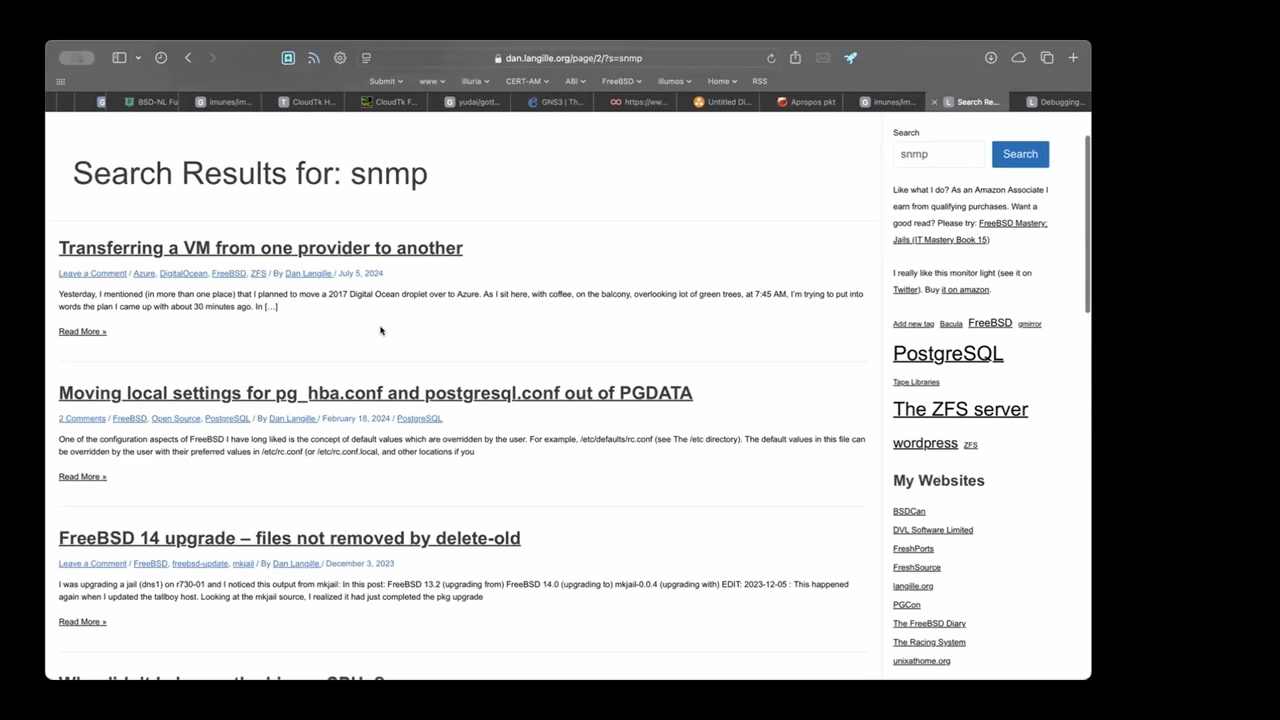 dan.langille.org/page/2/?s=snmp
Submit www illuria CERT-AM ABI FreeBSD illumos Home RSS
BSD-NL Fu imunes/im... CloudTk H... CloudTk F... yudai/gott... GNS3 | Th... https://ww... Untitled Di... Apropos pkt imunes/im... Search Re... Debugging...
Search Results for: snmp
Transferring a VM from one provider to another
Leave a Comment / Azure, DigitalOcean, FreeBSD, ZFS / By Dan Langille / July 5, 2024
Yesterday, I mentioned (in more than one place) that I planned to move a 2017 Digital Ocean droplet over to Azure. As I sit here, with coffee, on the balcony, overlooking lot of green trees, at 7:45 AM, I'm trying to put into
words the plan I came up with about 30 minutes ago. In […]
Read More »
Moving local settings for pg_hba.conf and postgresql.conf out of PGDATA
2 Comments / FreeBSD, Open Source, PostgreSQL / By Dan Langille / February 18, 2024 / PostgreSQL
One of the configuration aspects of FreeBSD I have long liked is the concept of default values which are overridden by the user. For example, /etc/defaults/rc.conf (see The /etc directory). The default values in this file can
be overridden by the user with their preferred values in /etc/rc.conf (or /etc/rc.conf.local, and other locations if you
Read More »
FreeBSD 14 upgrade – files not removed by delete-old
Leave a Comment / FreeBSD, freebsd-update, mkjail / By Dan Langille / December 3, 2023
I was upgrading a jail (dns1) on r730-01 and I noticed this output from mkjail: In this post: FreeBSD 13.2 (upgrading from) FreeBSD 14.0 (upgrading to) mkjail-0.0.4 (upgrading with) EDIT: 2023-12-05 : This happened
again when I updated the tallboy host. Looking at the mkjail source, I realized it had just completed the pkg upgrade
Read More »
Search
snmp Search
Like what I do? As an Amazon Associate I
earn from qualifying purchases. Want a
good read? Please try: FreeBSD Mastery:
Jails (IT Mastery Book 15)
I really like this monitor light (see it on
Twitter). Buy it on amazon.
Add new tag Bacula FreeBSD gmirror
PostgreSQL
Tape Libraries
The ZFS server
wordpress ZFS
My Websites
BSDCan
DVL Software Limited
FreshPorts
FreshSource
langille.org
PGCon
The FreeBSD Diary
The Racing System
unixathome.org